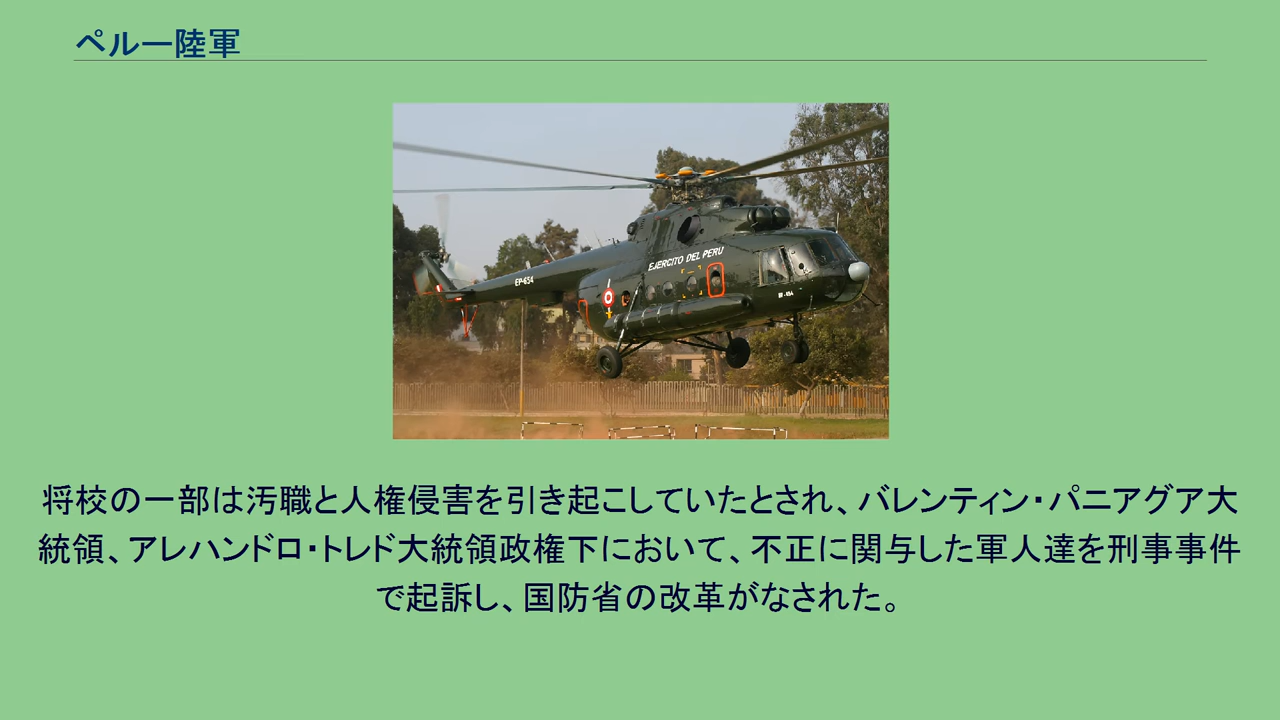 ペルー陸軍
EJERCITO DEL PERU
EP-654
将校の一部は汚職と人権侵害を引き起こしていたとされ、バレンティン・パニアグア大
統領、アレハンドロ・トレド大統領政権下において、不正に関与した軍人達を刑事事件
で起訴し、国防省の改革がなされた。